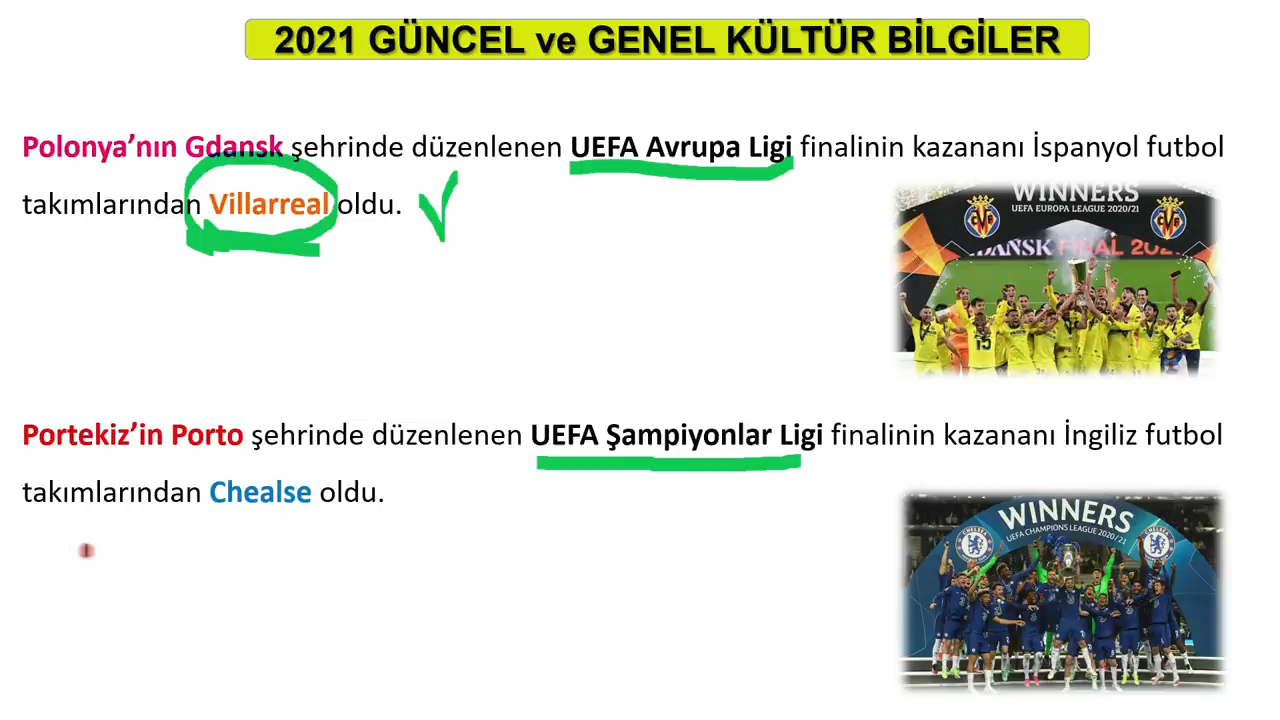 2021 GÜNCEL ve GENEL KÜLTÜR BİLGİLER
Polonya’nın Gdansk şehrinde düzenlenen UEFA Avrupa Ligi finalinin kazananı İspanyol futbol
takımlarından Villarreal oldu.
WINNERS
UEFA EUROPA LEAGUE 2020/21
Portekiz’in Porto şehrinde düzenlenen UEFA Şampiyonlar Ligi finalinin kazananı İngiliz futbol
takımlarından Chealse oldu.
WINNERS
UEFA CHAMPIONS LEAGUE 2020/21